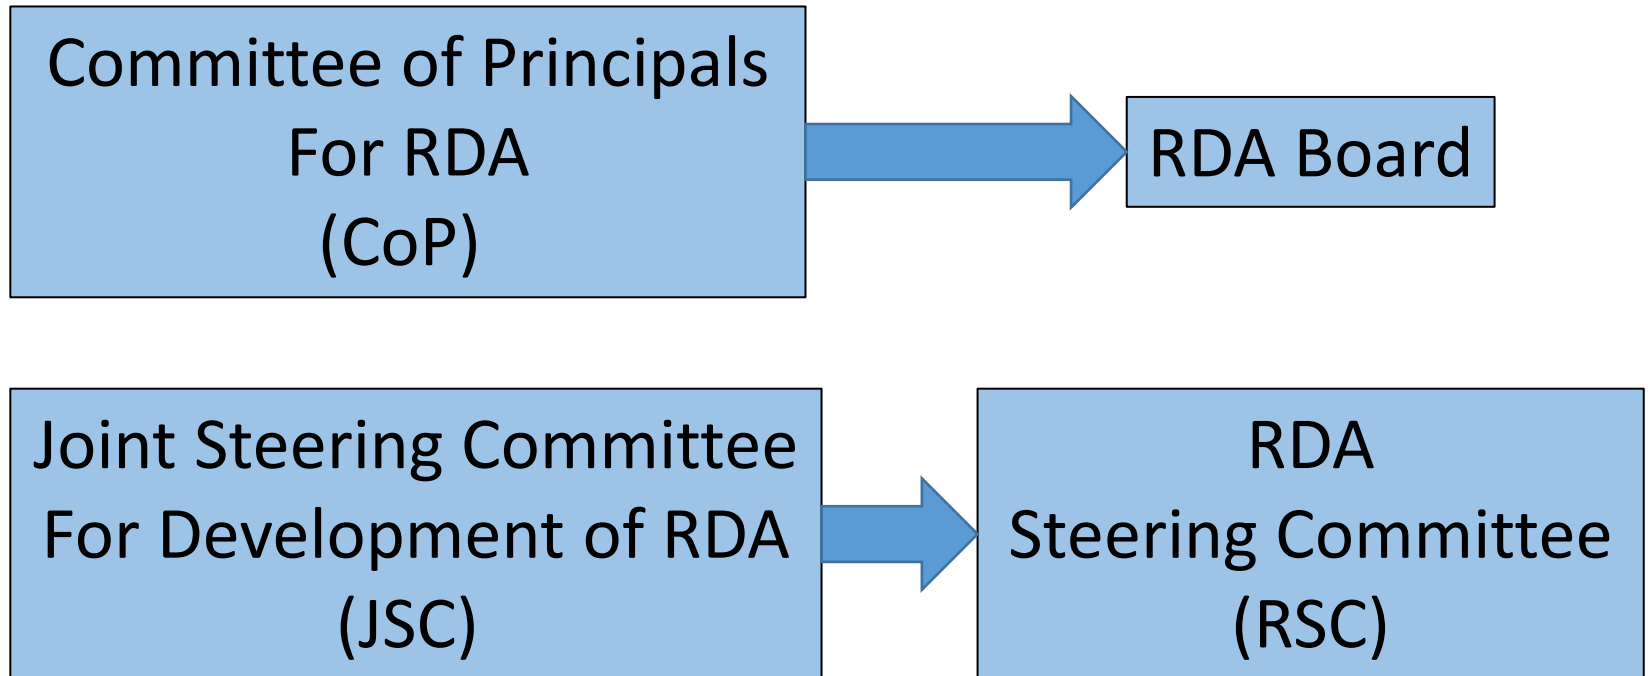 Committee of Principals
For RDA
(CoP)
RDA Board
Joint Steering Committee
For Development of RDA
(JSC)
RDA
Steering Committee
(RSC)